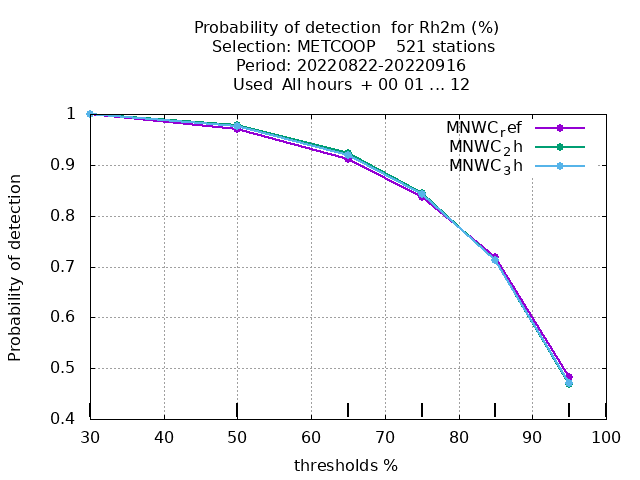 Probability of detection  for Rh2m (%)
Selection: METCOOP    521 stations
Period: 20220822-20220916
Used  All hours  + 00 01 ... 12
MNWC_ref
MNWC_2h
MNWC_3h
Probability of detection
1
0.9
0.8
0.7
0.6
0.5
0.4
30 40 50 60 70 80 90 100
thresholds %